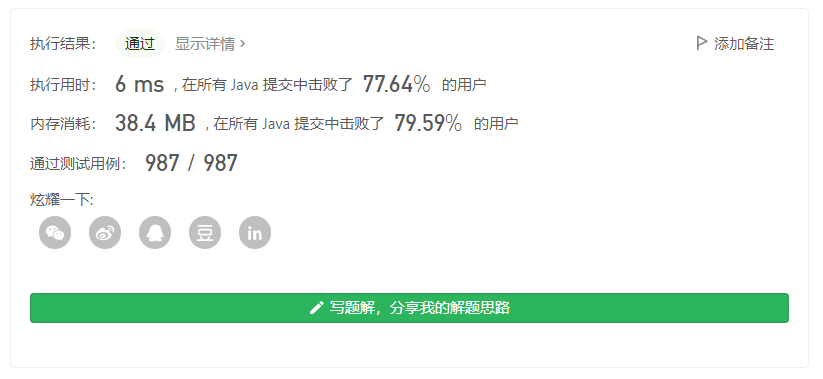 执行结果： 通过 显示详情 > 添加备注
执行用时： 6 ms , 在所有 Java 提交中击败了 77.64% 的用户
内存消耗： 38.4 MB , 在所有 Java 提交中击败了 79.59% 的用户
通过测试用例： 987 / 987
炫耀一下:
豆 in
写题解，分享我的解题思路